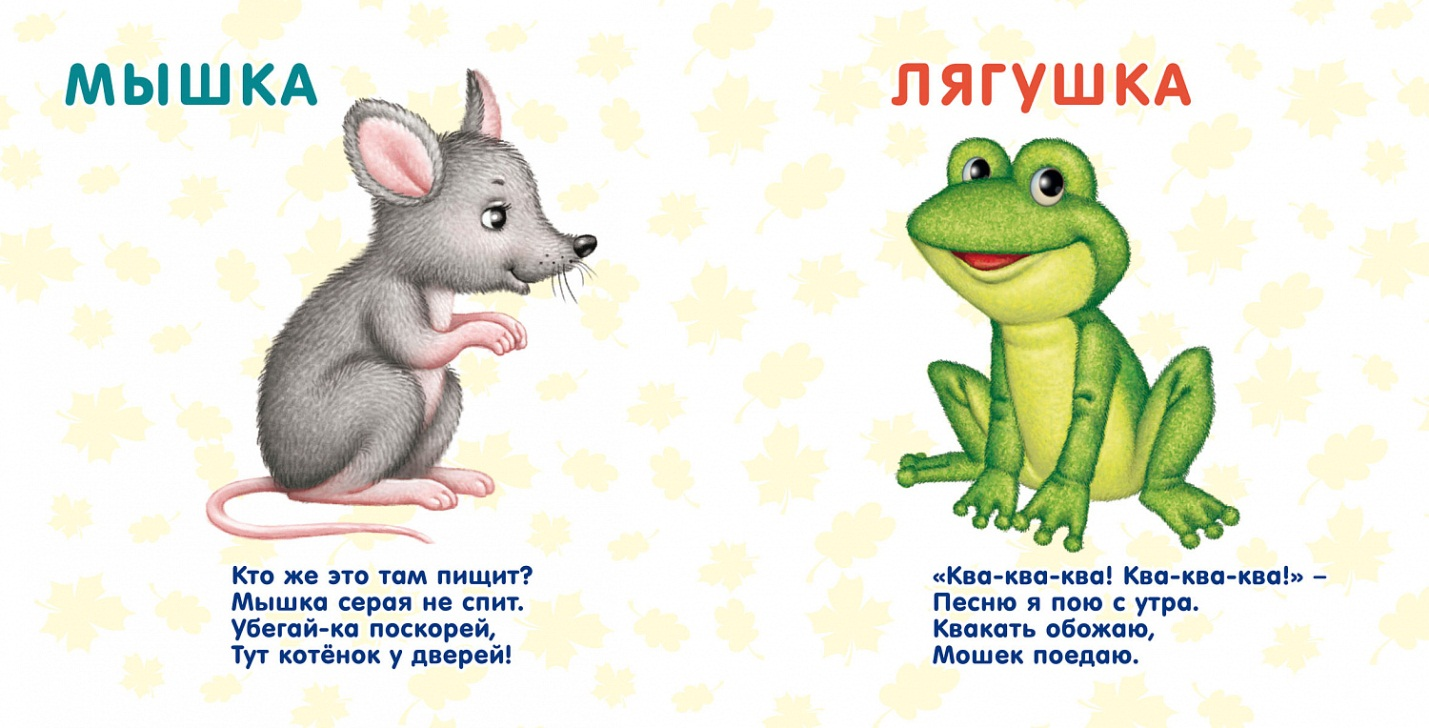 МЫШКА
Кто же это там пищит?
Мышка серая не спит.
Убегай-ка поскорей,
Тут котёнок у дверей!
ЛЯГУШКА
«Ква-ква-ква! Ква-ква-ква!» –
Песню я пою с утра.
Квакать обожаю,
Мошек поедаю.